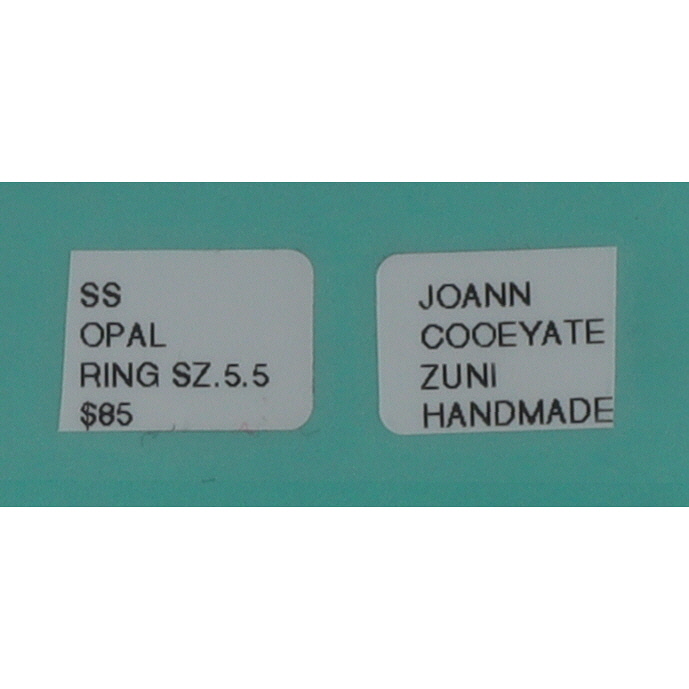 SS
OPAL
RING SZ.5.5
$85
JOANN
COOEYATE
ZUNI
HANDMADE